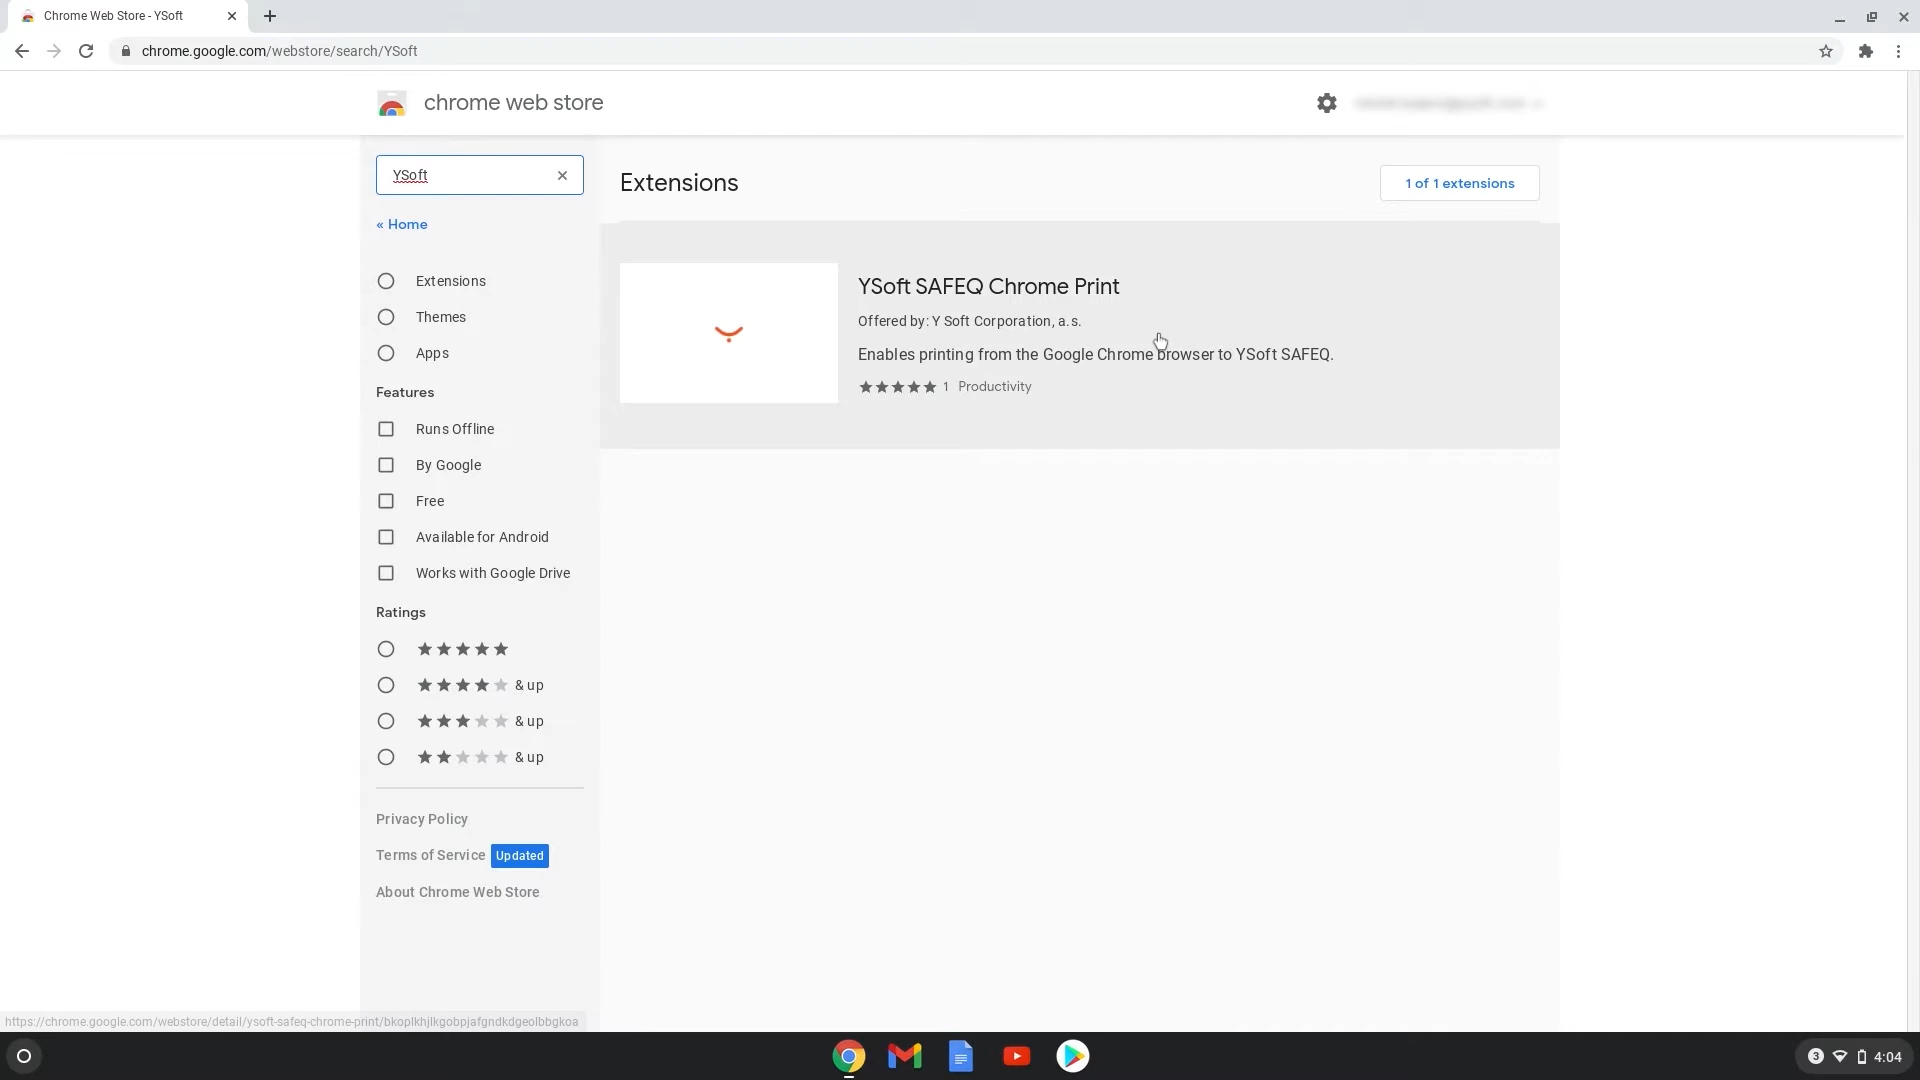 Chrome Web Store - YSoft
chrome.google.com/webstore/search/YSoft
chrome web store
YSoft
« Home
Extensions
Themes
Apps
Features
Runs Offline
By Google
Free
Available for Android
Works with Google Drive
Ratings
& up
& up
& up
Privacy Policy
Terms of Service Updated
About Chrome Web Store
Extensions
1 of 1 extensions
YSoft SAFEQ Chrome Print
Offered by: Y Soft Corporation, a.s.
Enables printing from the Google Chrome browser to YSoft SAFEQ.
1 Productivity
https://chrome.google.com/webstore/detail/ysoft-safeq-chrome-print/bkoplkhjlkgobpjafgndkdgeolbbgkoa
3 4:04